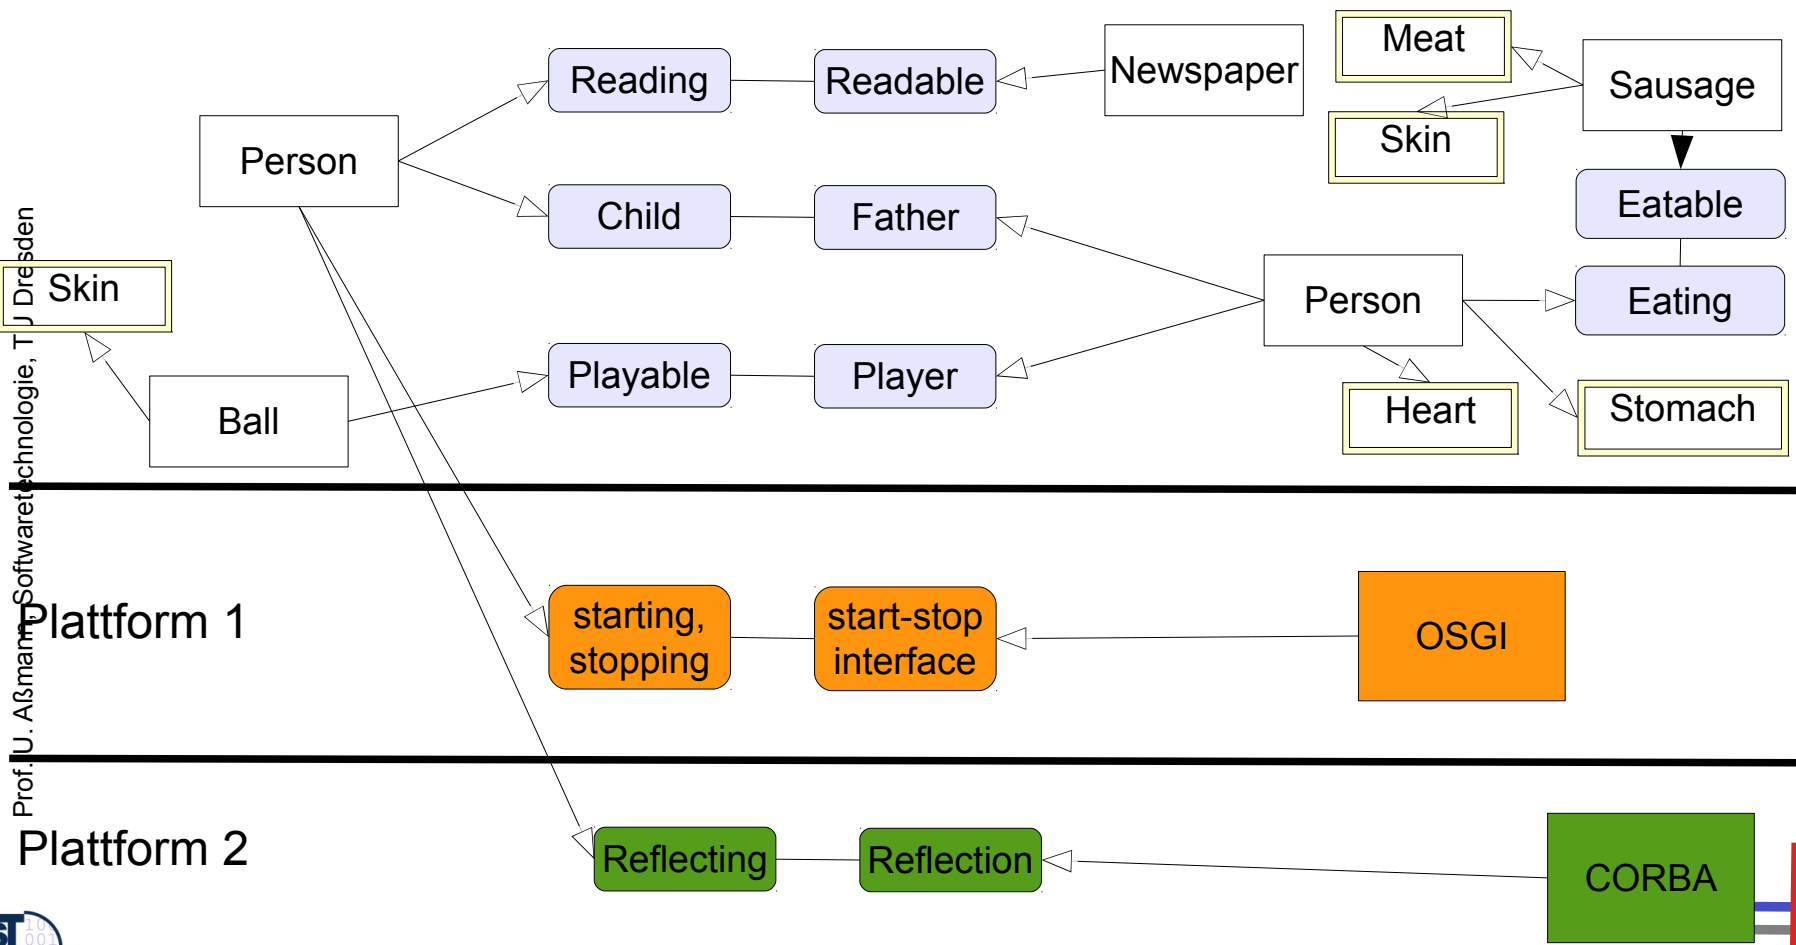 Meat
Newspaper
Reading
Readable
Sausage
Skin
Person
Eatable
Child
Father
Skin
Person
Eating
Playable
Player
Heart
Stomach
Ball
Prof. U. Aßmann, Softwaretechnologie, TU Dresden
Plattform 1
starting,
stopping
start-stop
interface
OSGI
Plattform 2
Reflecting
Reflection
CORBA
ST